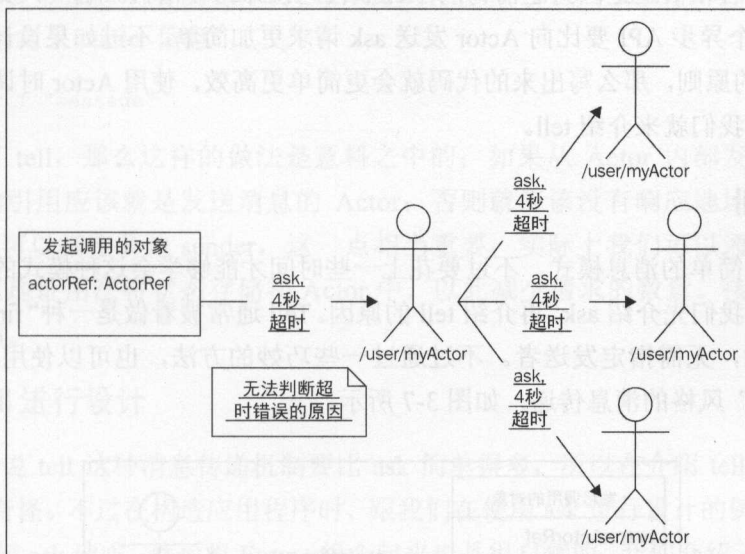 发起调用的对象
actorRef: ActorRef
ask,
4秒
超时
/user/myActor
无法判断超
时错误的原因
ask,
4秒
超时
/user/myActor
ask,
4秒
超时
/user/myActor
ask,
4秒
超时
/user/myActor